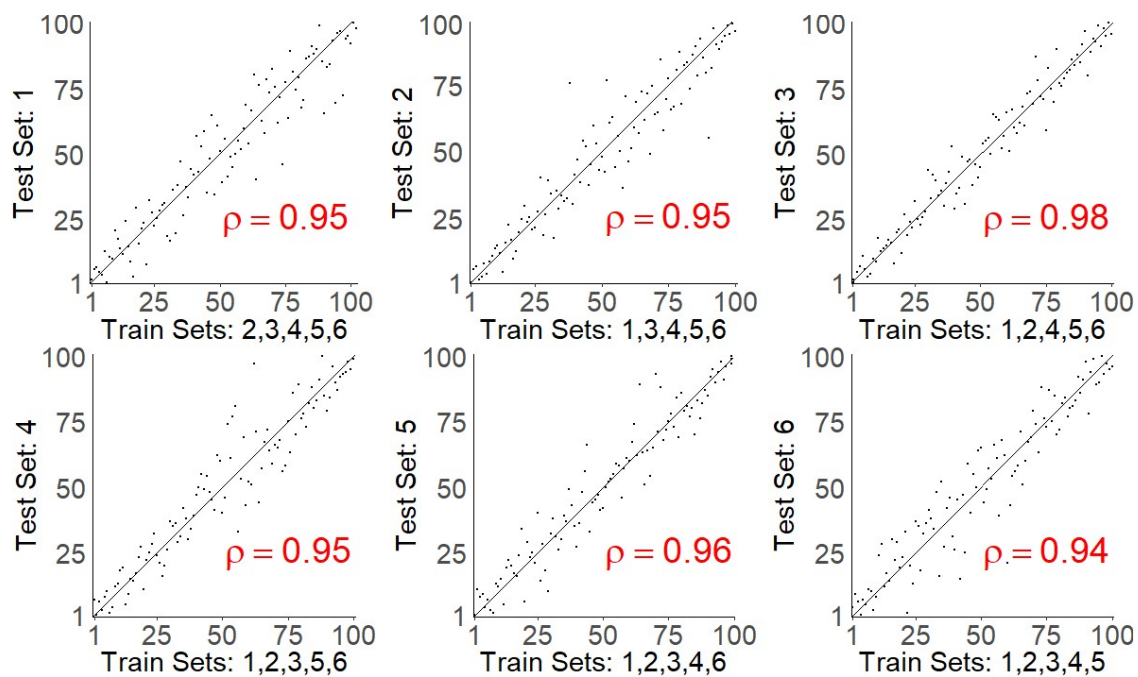 Test Set: 1
100
75
50
25
1
ρ = 0.95
1 25 50 75 100
Train Sets: 2,3,4,5,6
Test Set: 2
100
75
50
25
1
ρ = 0.95
1 25 50 75 100
Train Sets: 1,3,4,5,6
Test Set: 3
100
75
50
25
1
ρ = 0.98
1 25 50 75 100
Train Sets: 1,2,4,5,6
Test Set: 4
100
75
50
25
1
ρ = 0.95
1 25 50 75 100
Train Sets: 1,2,3,5,6
Test Set: 5
100
75
50
25
1
ρ = 0.96
1 25 50 75 100
Train Sets: 1,2,3,4,6
Test Set: 6
100
75
50
25
1
ρ = 0.94
1 25 50 75 100
Train Sets: 1,2,3,4,5